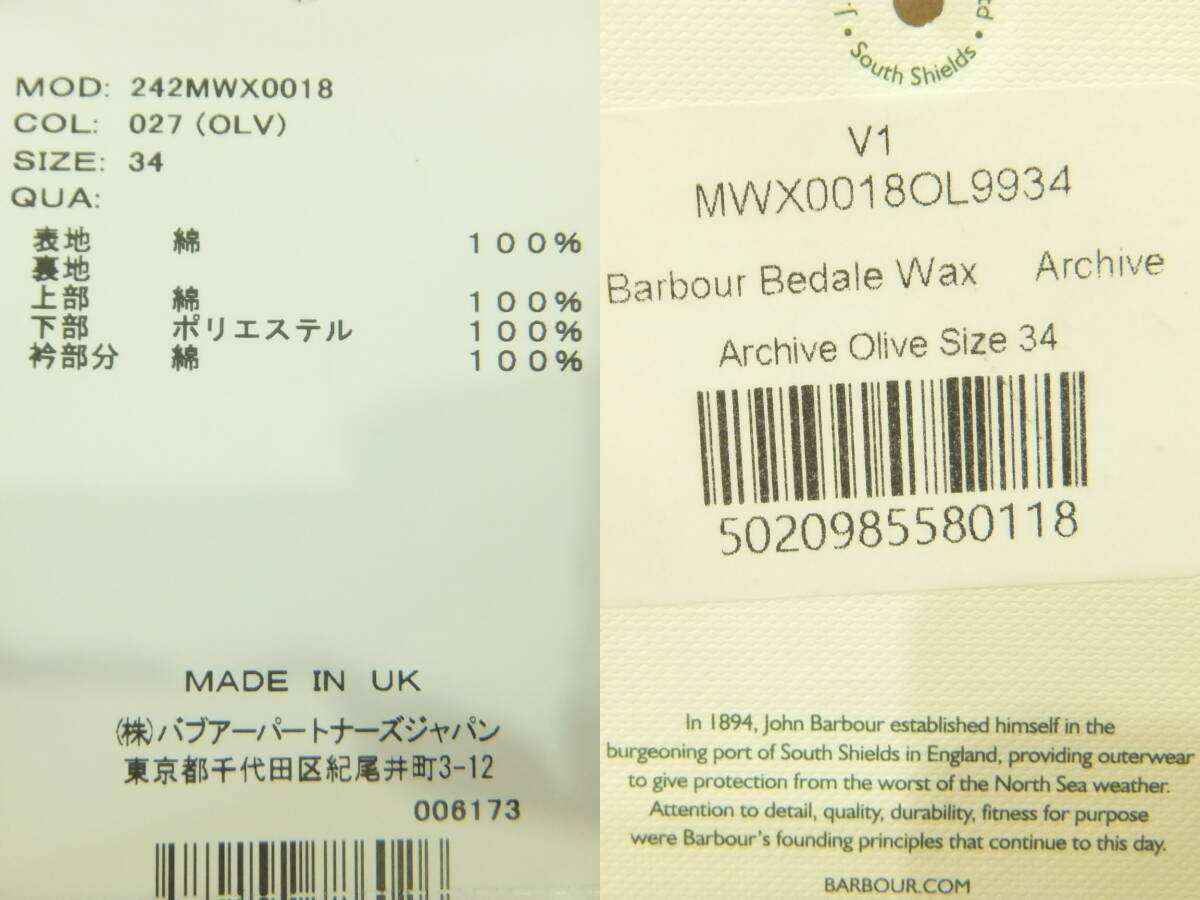 MOD: 242MWX0018
COL: 027 (OLV)
SIZE: 34
QUA:
表地 綿 100%
裏地
上部 綿 100%
下部 ポリエステル 100%
衿部分 綿 100%
MADE IN UK
(株)バブアーパートナーズジャパン
東京都千代田区紀尾井町3-12
006173
• South Shields •
V1
MWX0018OL9934
Barbour Bedale Wax Archive
Archive Olive Size 34
5020985580118
In 1894, John Barbour established himself in the
burgeoning port of South Shields in England, providing outerwear
to give protection from the worst of the North Sea weather.
Attention to detail, quality, durability, fitness for purpose
were Barbour's founding principles that continue to this day.
BARBOUR.COM